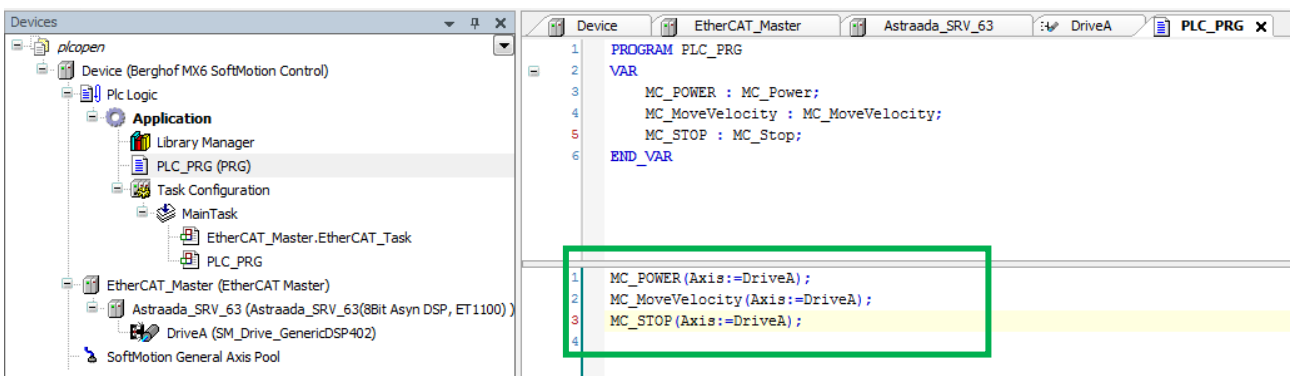 Devices
plcopen
Device (Berghof MX6 SoftMotion Control)
Plc Logic
Application
Library Manager
PLC_PRG (PRG)
Task Configuration
MainTask
EtherCAT_Master.EtherCAT_Task
PLC_PRG
EtherCAT_Master (EtherCAT Master)
Astraada_SRV_63 (Astraada_SRV_63(8Bit Asyn DSP, ET1100) )
DriveA (SM_Drive_GenericDSP402)
SoftMotion General Axis Pool
Device EtherCAT_Master Astraada_SRV_63 DriveA PLC_PRG X
1 PROGRAM PLC_PRG
2 VAR
3 MC_POWER : MC_Power;
4 MC_MoveVelocity : MC_MoveVelocity;
5 MC_STOP : MC_Stop;
6 END_VAR
1 MC_POWER(Axis:=DriveA);
2 MC_MoveVelocity(Axis:=DriveA);
3 MC_STOP(Axis:=DriveA);
4